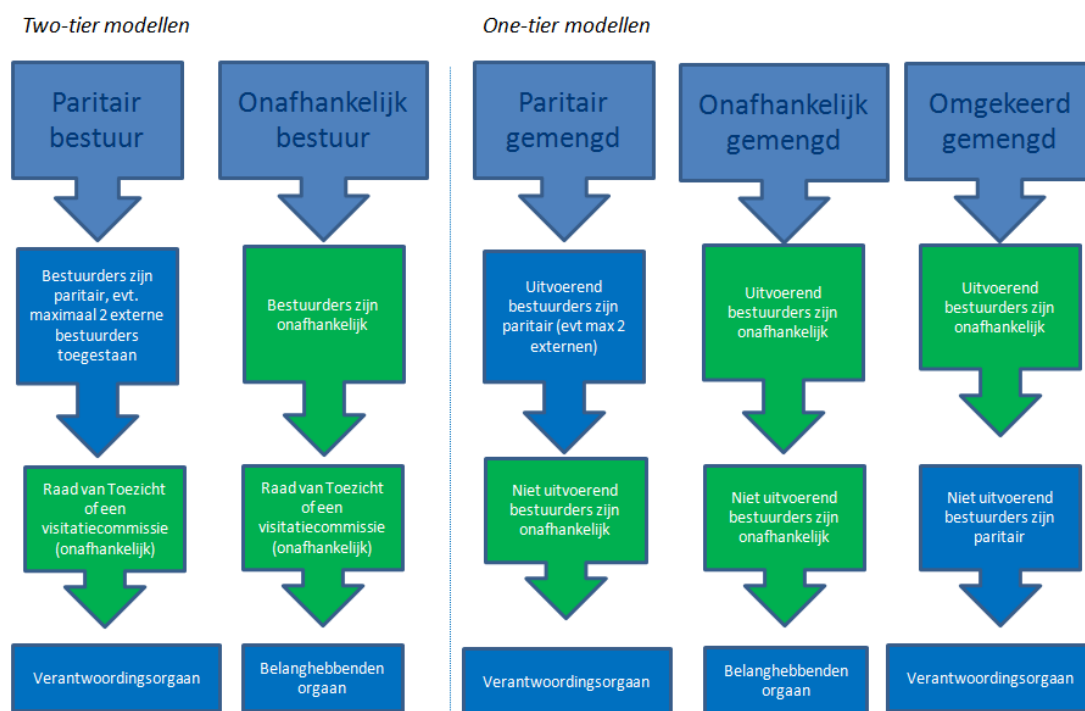 Two-tier modellen
One-tier modellen
Paritair
bestuur
Onafhankelijk
bestuur
Paritair
gemengd
Onafhankelijk
gemengd
Omgekeerd
gemengd
Bestuurders zijn
paritair, evt.
maximaal 2 externe
bestuurders
toegestaan
Bestuurders zijn
onafhankelijk
Uitvoerend
bestuurders zijn
paritair (evt max 2
externen)
Uitvoerend
bestuurders zijn
onafhankelijk
Uitvoerend
bestuurders zijn
onafhankelijk
Raad van Toezicht
of een
visitatiecommissie
(onafhankelijk)
Raad van Toezicht
of een
visitatiecommissie
(onafhankelijk)
Niet uitvoerend
bestuurders zijn
onafhankelijk
Niet uitvoerend
bestuurders zijn
onafhankelijk
Niet uitvoerend
bestuurders zijn
paritair
Verantwoordingsorgaan
Belanghebbenden
orgaan
Verantwoordingsorgaan
Belanghebbenden
orgaan
Verantwoordingsorgaan